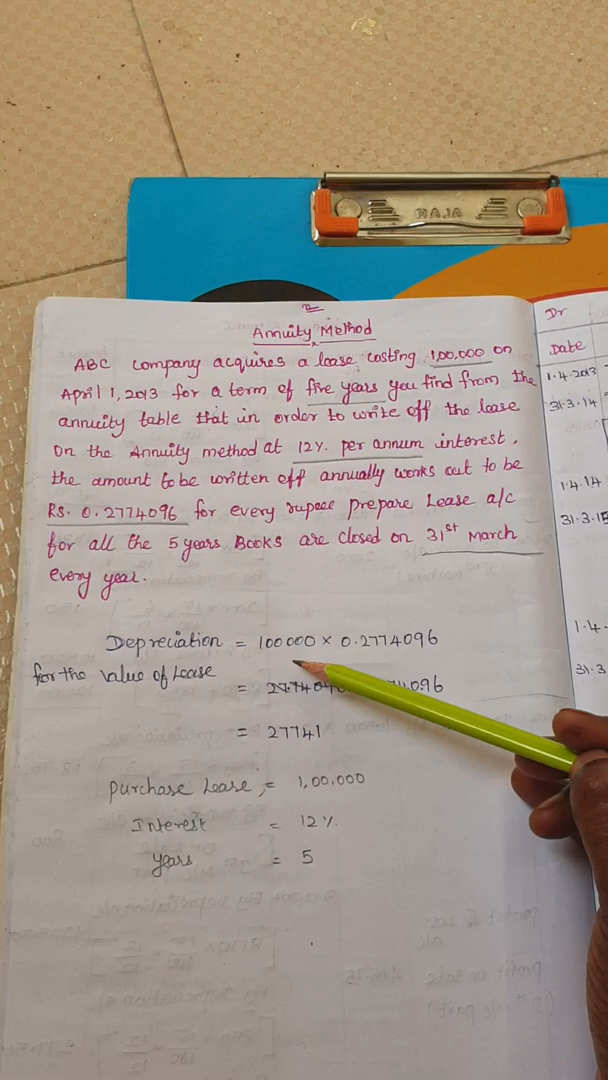 MAJA
Annuity Method
ABC company acquires a lease costing 1,00,000 on
April 1, 2013 for a term of five years you find from the
annuity table that in order to write off the lease
On the Annuity method at 12%. per annum interest.
the amount to be written off annually works out to be
RS. 0.2774096 for every rupee prepare Lease a/c
for all the 5 years Books are closed on 31st March
every year.
Depreciation = 100000 × 0.2774096
for the value of Lease
=
= 27741
purchase Lease, = 1,00,000
Interest = 12%
years = 5
Dr
Date
1.4.2013
31.3.14
1.4.14
31.3.15
1.4.
31.3